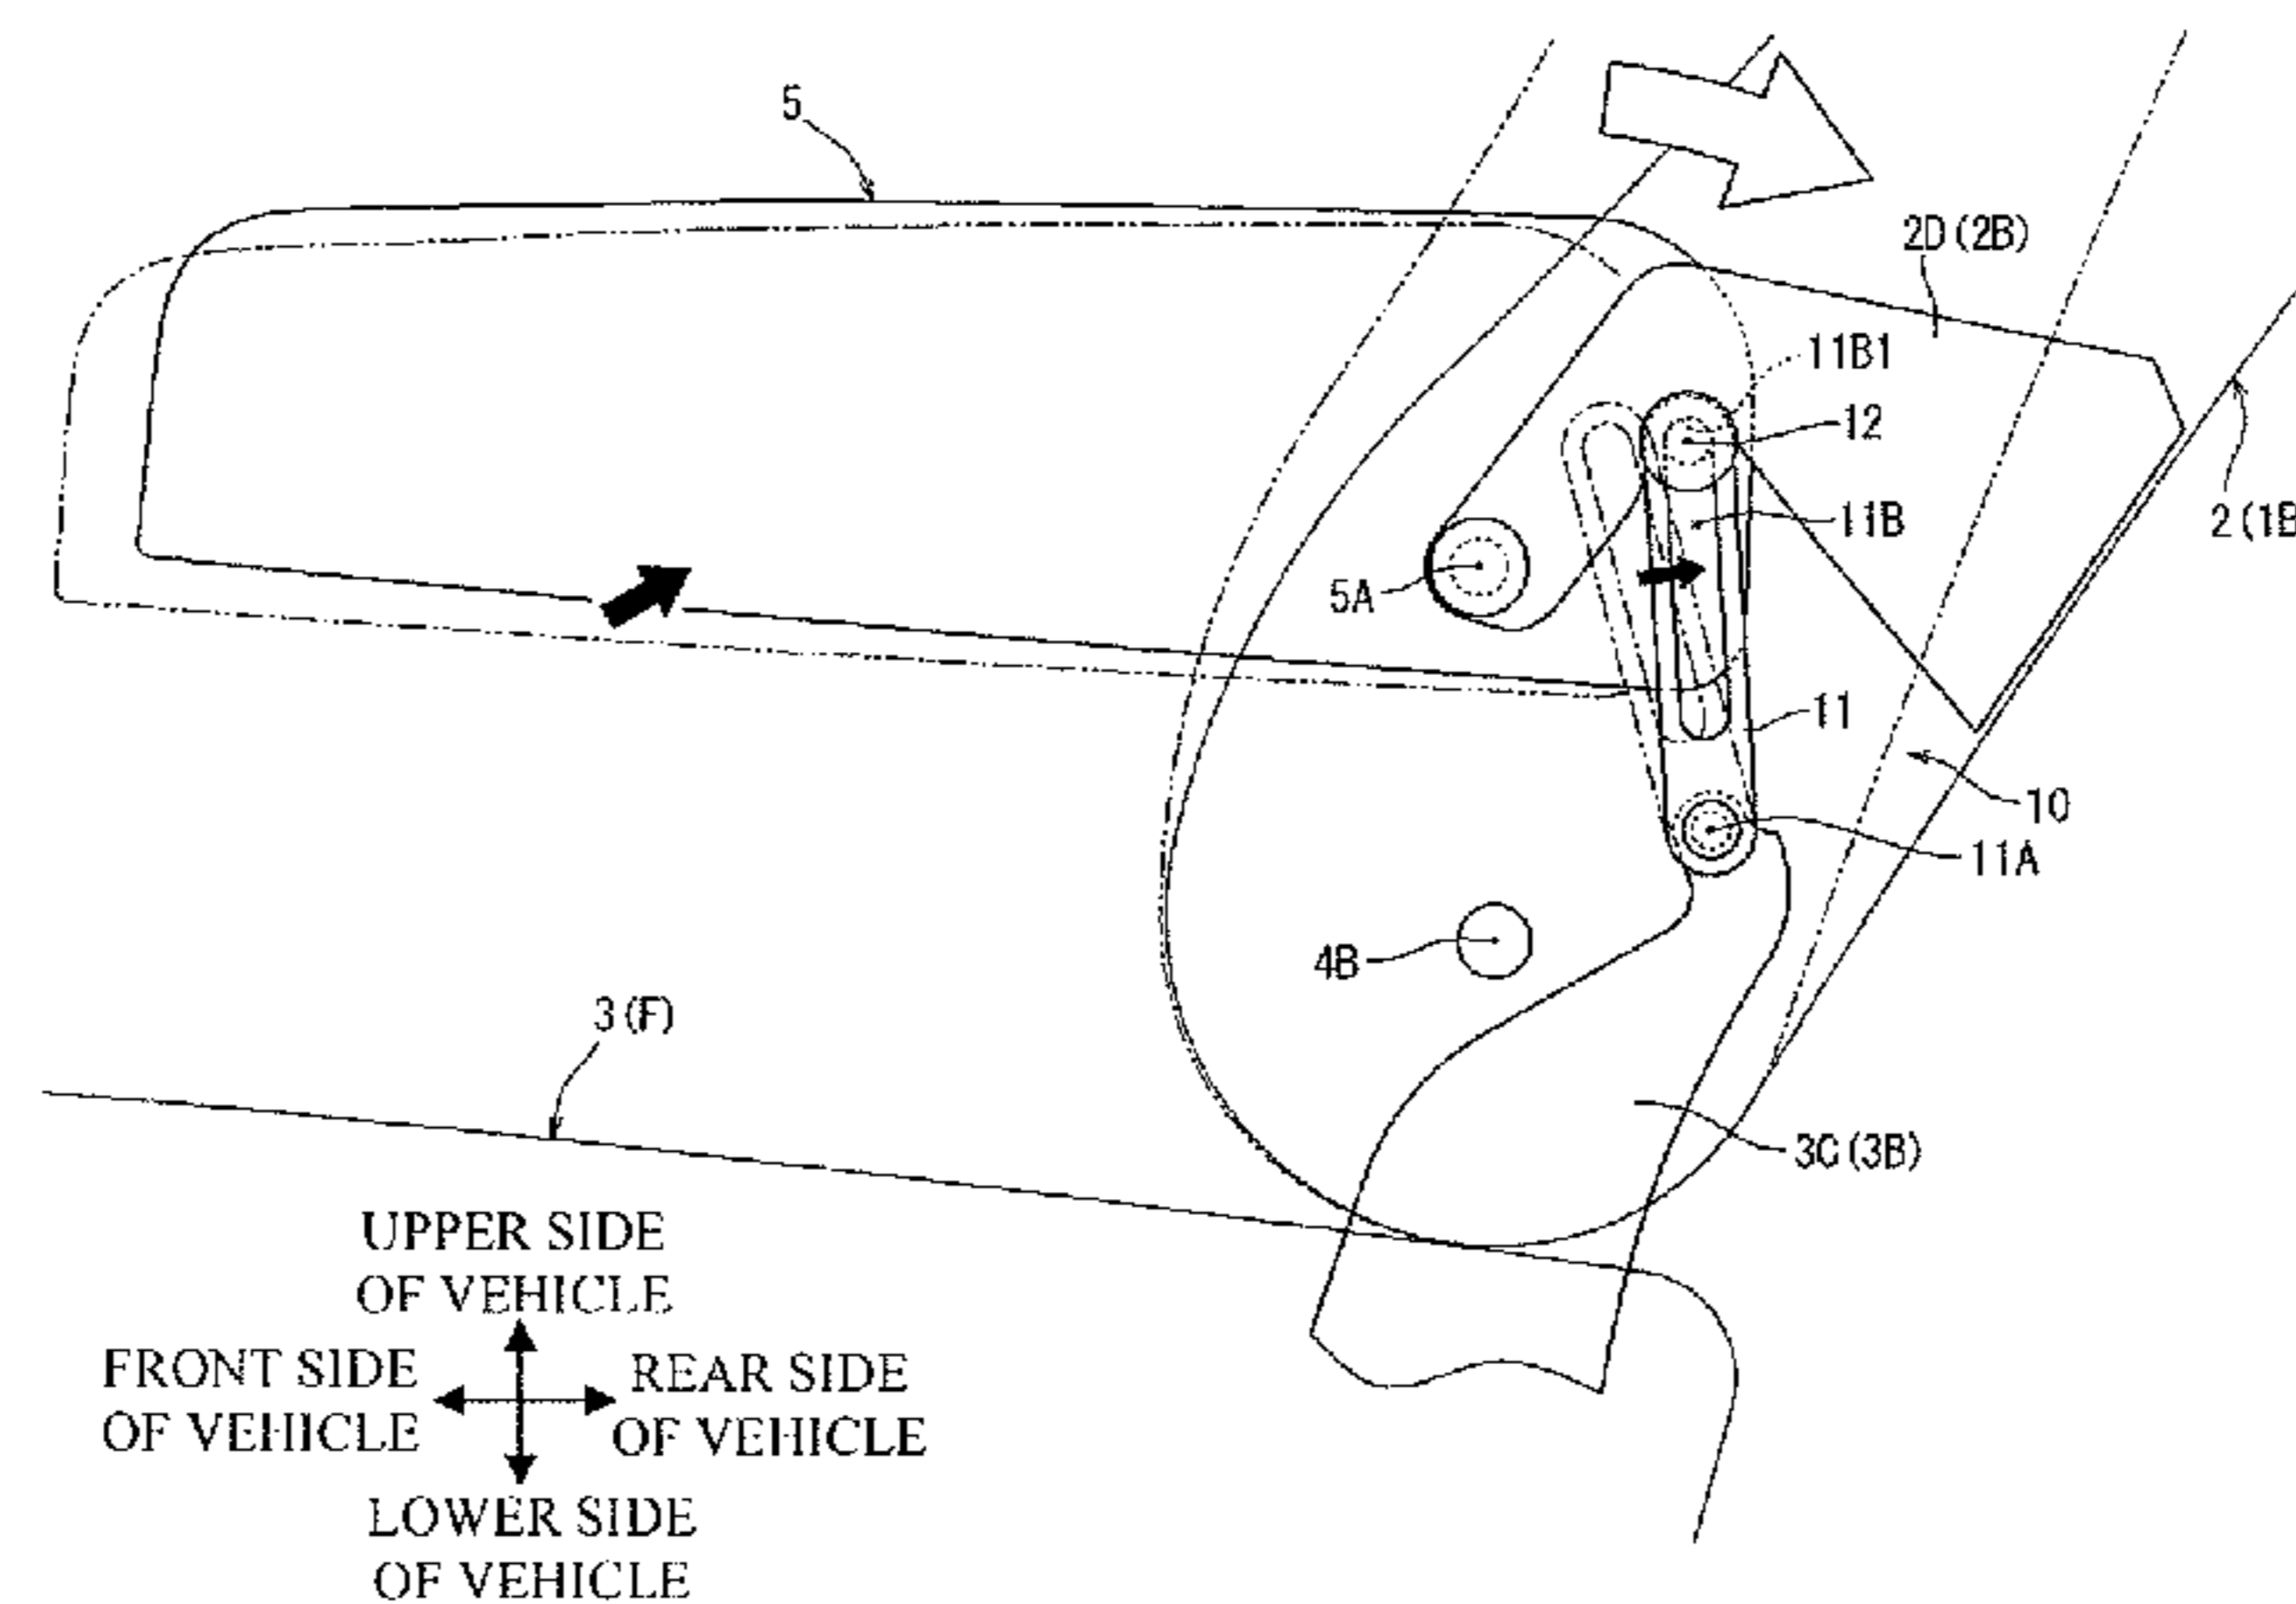 5
2D(2B)
11B1
12
11B
2(1B
5A
11
10
11A
4B
3(F)
3C(3B)
UPPER SIDE
OF VEHICLE
FRONT SIDE
OF VEHICLE
REAR SIDE
OF VEHICLE
LOWER SIDE
OF VEHICLE